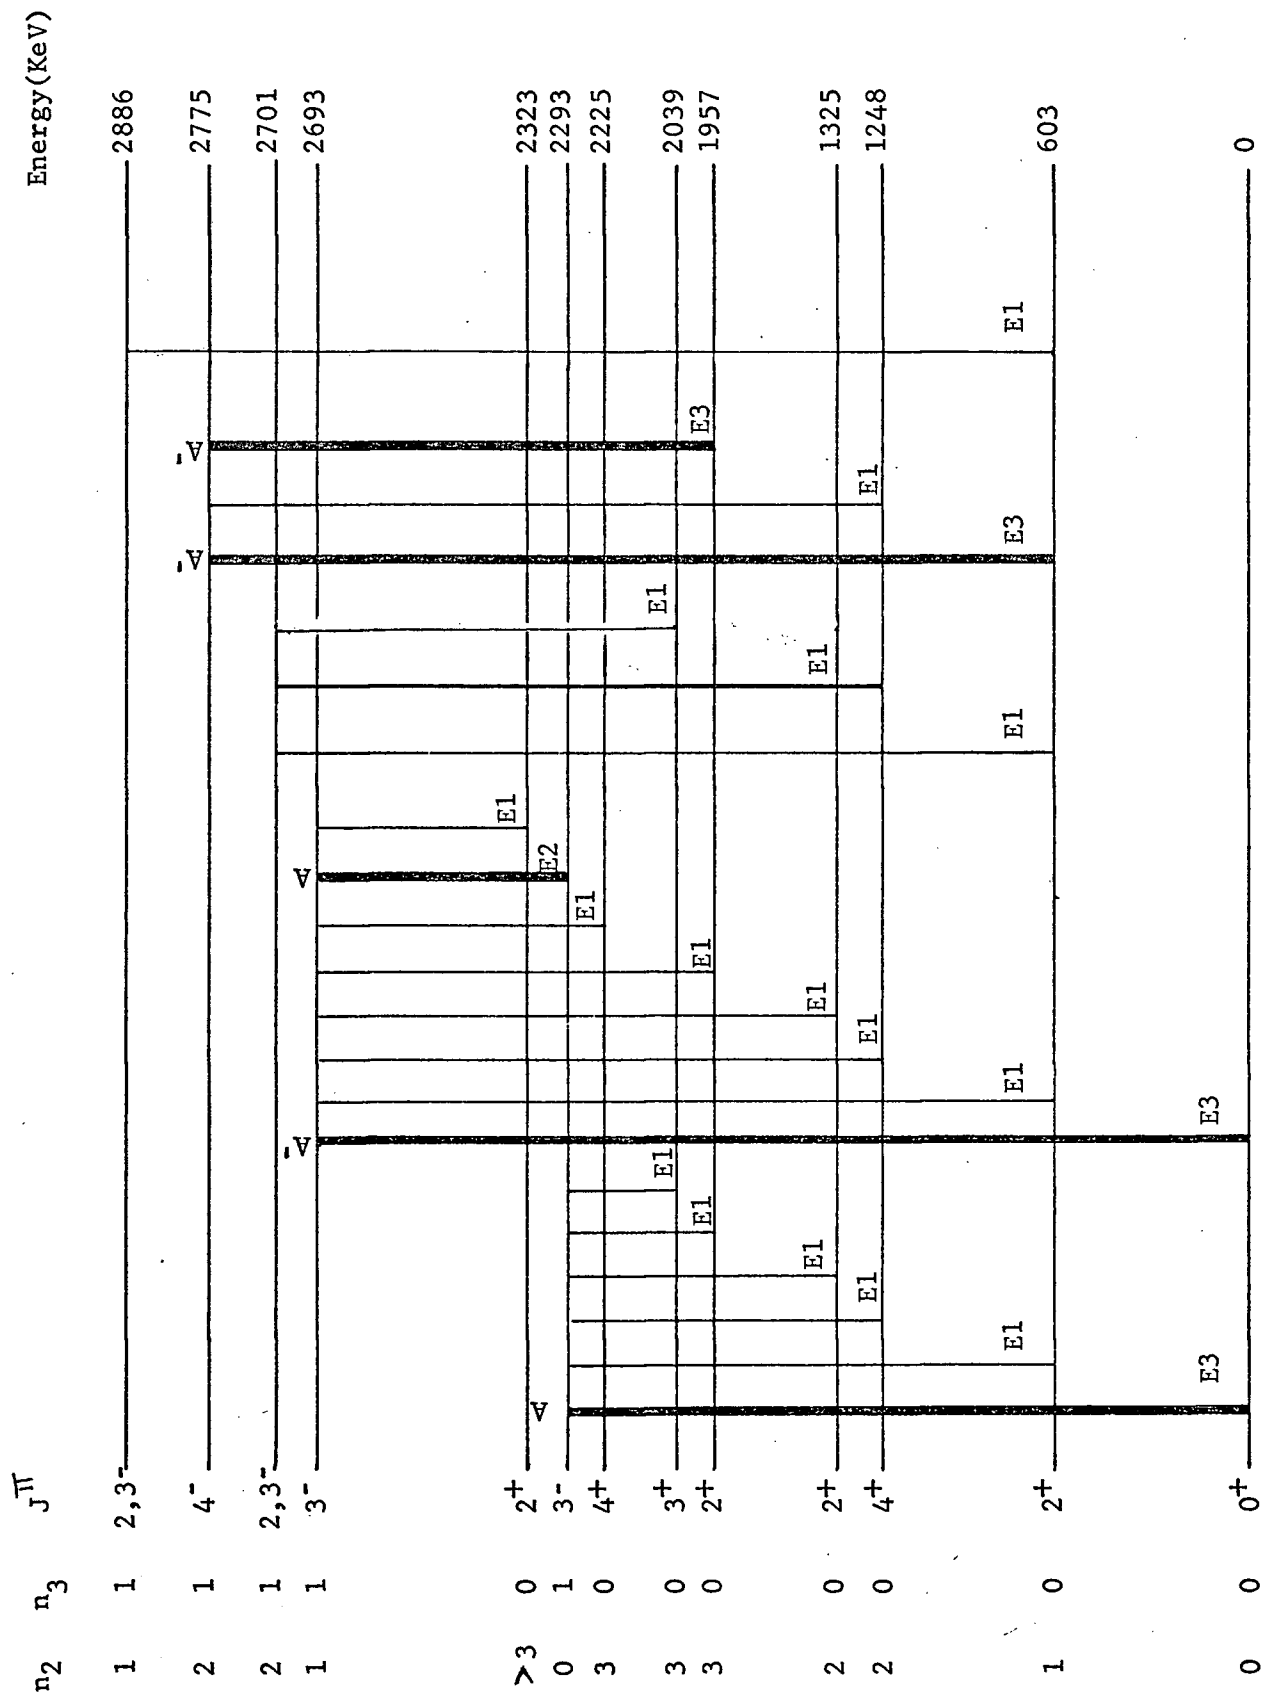 n₂ n₃ Jᴨ Energy(KeV)
1 1 2,3⁻ 2886
A' A'
2 1 4⁻ 2775
2 1 2,3⁻ 2701
A' A
1 1 3⁻ 2693
E1
>3 0 2⁺ 2323
A E2
0 1 3⁻ 2293
E1
3 0 4⁺ 2225
E1 E1
3 0 3⁺ 2039
E1 E1 E3
3 0 2⁺ 1957
E1 E1 E1
2 0 2⁺ 1325
E1 E1 E1
2 0 4⁺ 1248
E1 E1 E1 E3 E1
1 0 2⁺ 603
E3 E3
0 0 0⁺ 0